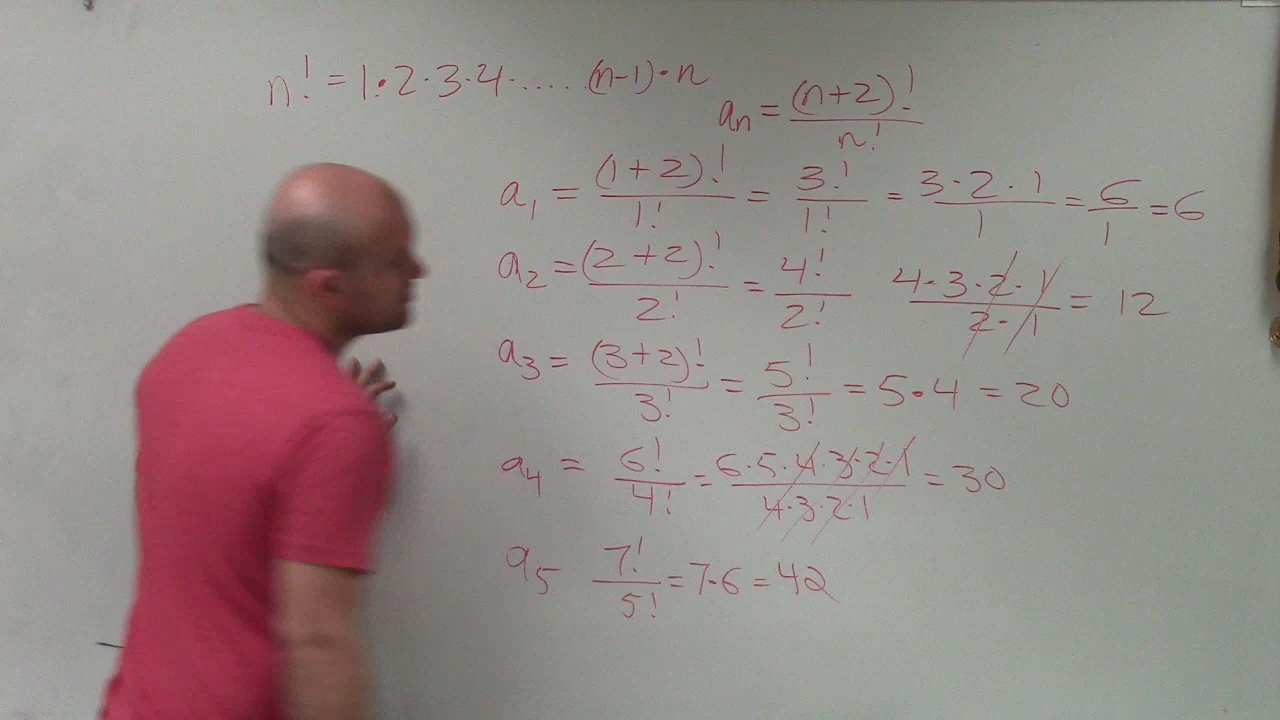 n! = 1·2·3·4·.....(n-1)·n
aₙ = (n+2)!/n!
a₁ = (1+2)!/1! = 3!/1! = 3·2·1/1 = 6/1 = 6
a₂ = (2+2)!/2! = 4!/2! 4·3·2·1/2·1 = 12
a₃ = (3+2)!/3! = 5!/3! = 5·4 = 20
a₄ = 6!/4! = 6·5·4·3·2·1/4·3·2·1 = 30
a₅ 7!/5! = 7·6 = 42